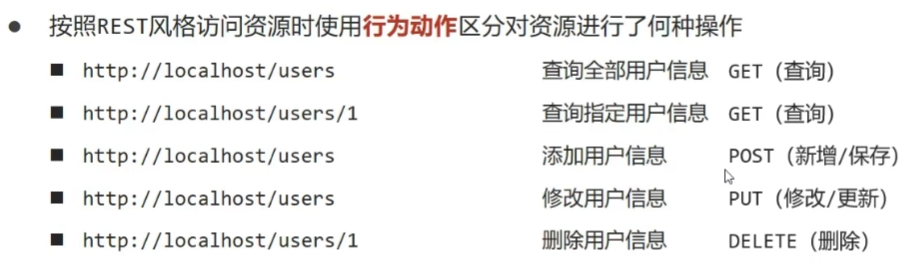 ● 按照REST风格访问资源时使用行为动作区分对资源进行了何种操作
■ http://localhost/users 查询全部用户信息 GET（查询）
■ http://localhost/users/1 查询指定用户信息 GET（查询）
■ http://localhost/users 添加用户信息 POST（新增/保存）
■ http://localhost/users 修改用户信息 PUT（修改/更新）
■ http://localhost/users/1 删除用户信息 DELETE（删除）